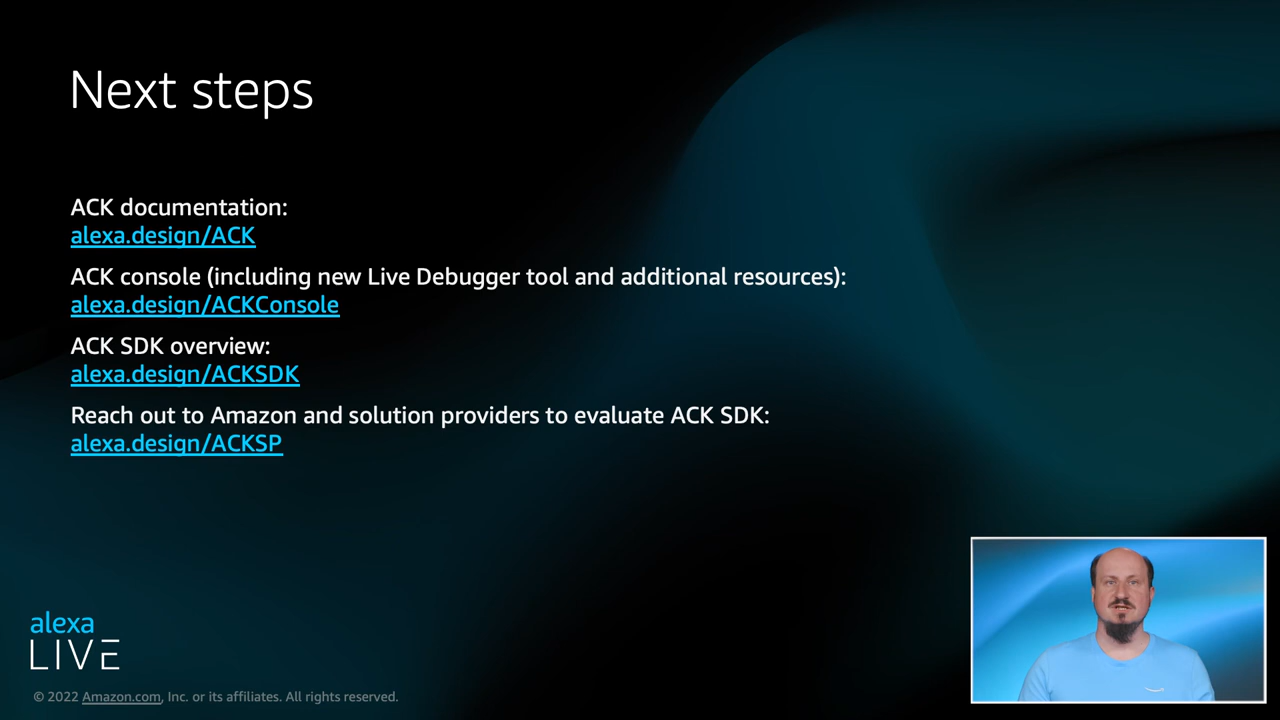 Next steps
ACK documentation:
alexa.design/ACK
ACK console (including new Live Debugger tool and additional resources):
alexa.design/ACKConsole
ACK SDK overview:
alexa.design/ACKSDK
Reach out to Amazon and solution providers to evaluate ACK SDK:
alexa.design/ACKSP
alexa
LIVE
© 2022 Amazon.com, Inc. or its affiliates. All rights reserved.